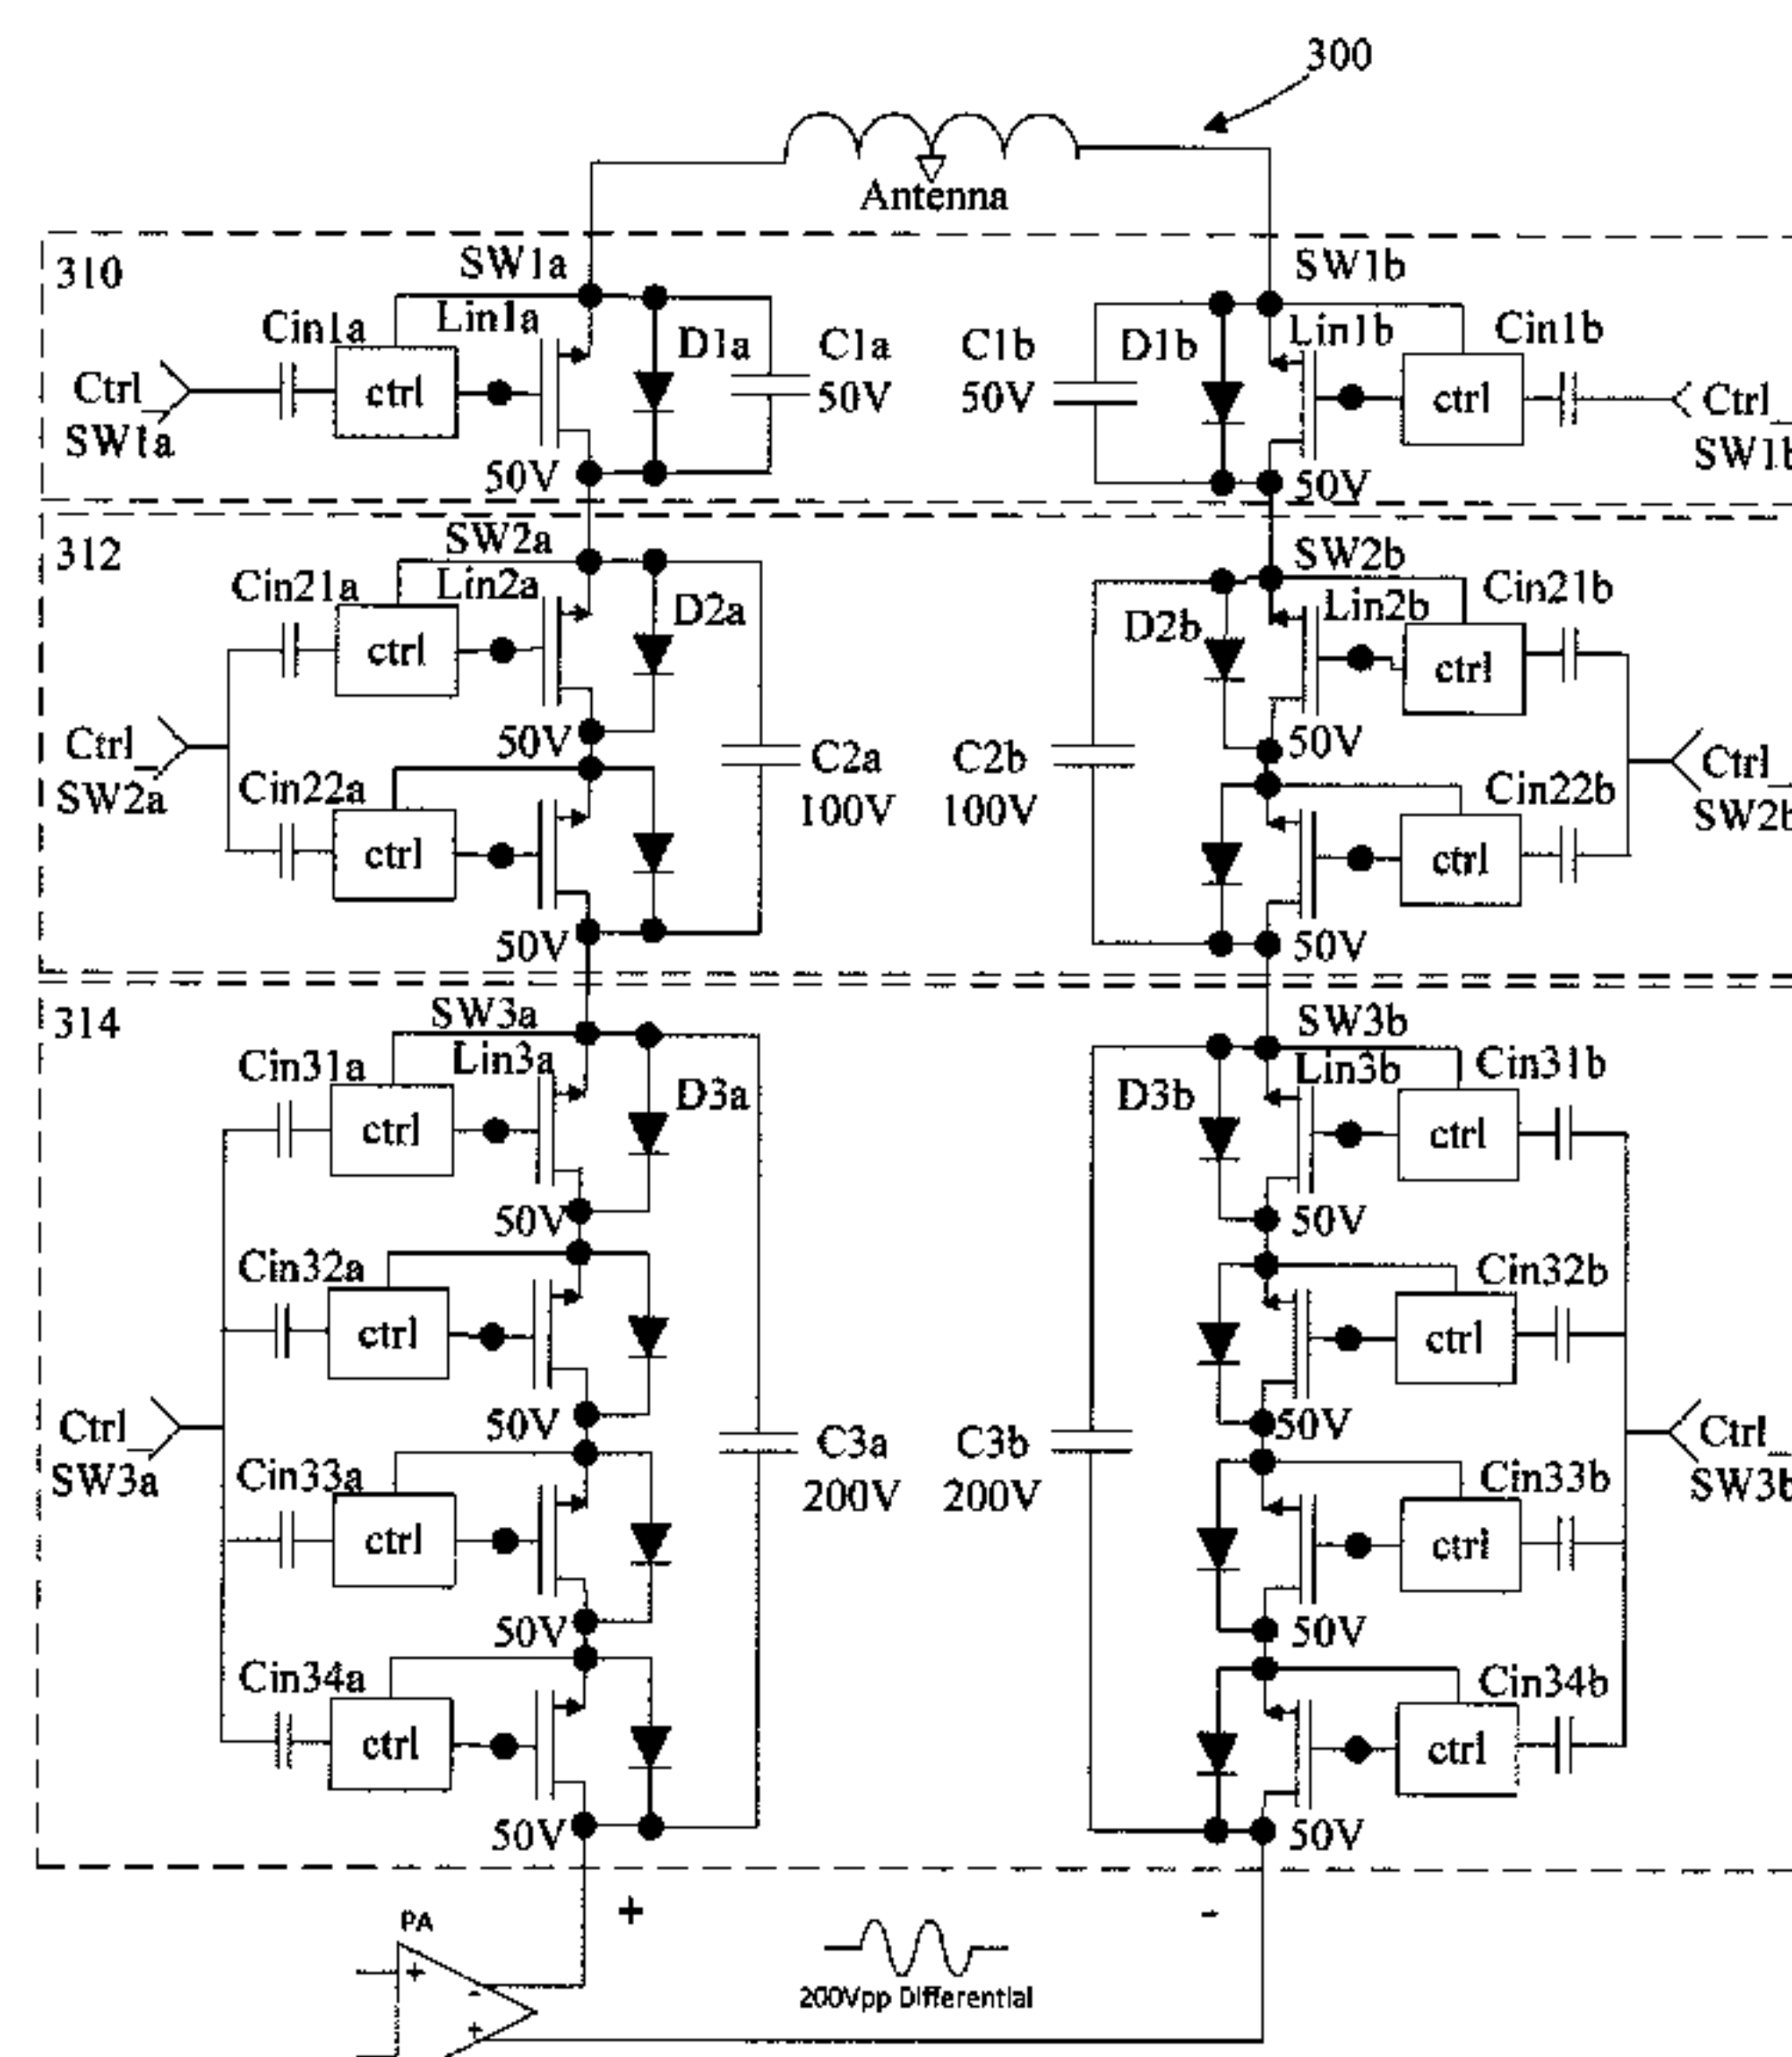 300
Antenna
310
SW1a
SW1b
Cin1a
Lin1a
D1a
C1a
50V
C1b
50V
D1b
Lin1b
Cin1b
Ctrl_
SW1a
ctrl
ctrl
Ctrl_
SW1b
50V
50V
312
SW2a
SW2b
Cin21a
Lin2a
D2a
D2b
Lin2b
Cin21b
ctrl
ctrl
50V
50V
Ctrl_
SW2a
C2a
100V
C2b
100V
Ctrl_
SW2b
Cin22a
Cin22b
ctrl
ctrl
50V
50V
314
SW3a
SW3b
Cin31a
Lin3a
D3a
D3b
Lin3b
Cin31b
ctrl
ctrl
50V
50V
Cin32a
Cin32b
ctrl
ctrl
50V
50V
Ctrl_
SW3a
C3a
200V
C3b
200V
Ctrl_
SW3b
Cin33a
Cin33b
ctrl
ctrl
50V
50V
Cin34a
Cin34b
ctrl
ctrl
50V
50V
+
-
PA
+
-
+
200Vpp Differential